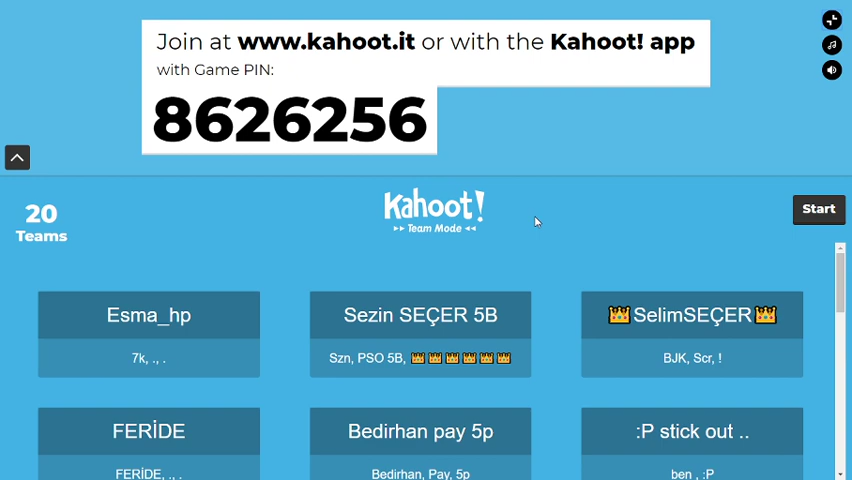 Join at www.kahoot.it or with the Kahoot! app
with Game PIN:
8626256
20
Teams
Kahoot!
Team Mode
Start
Esma_hp
7k, ., .
Sezin SEÇER 5B
Szn, PSO 5B, 👑👑👑👑👑👑
👑SelimSEÇER👑
BJK, Scr, !
FERİDE
FERİDE, ., .
Bedirhan pay 5p
Bedirhan, Pay, 5p
:P stick out ..
ben , :P